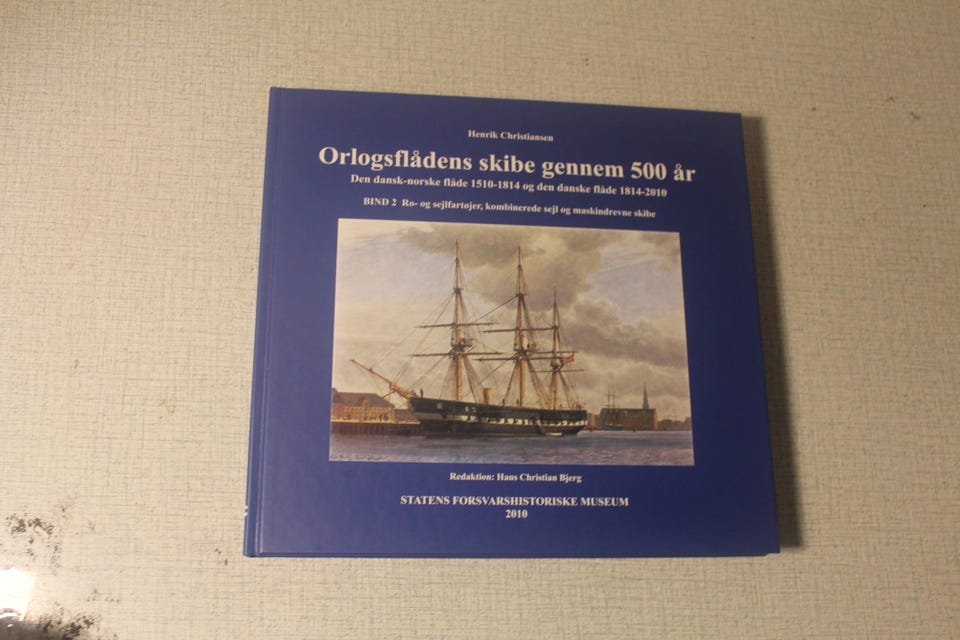 Henrik Christiansen
Orlogsflådens skibe gennem 500 år
Den dansk-norske flåde 1510-1814 og den danske flåde 1814-2010
BIND 2 Ro- og sejlfartøjer, kombinerede sejl og maskindrevne skibe
Redaktion: Hans Christian Bjerg
STATENS FORSVARSHISTORISKE MUSEUM
2010